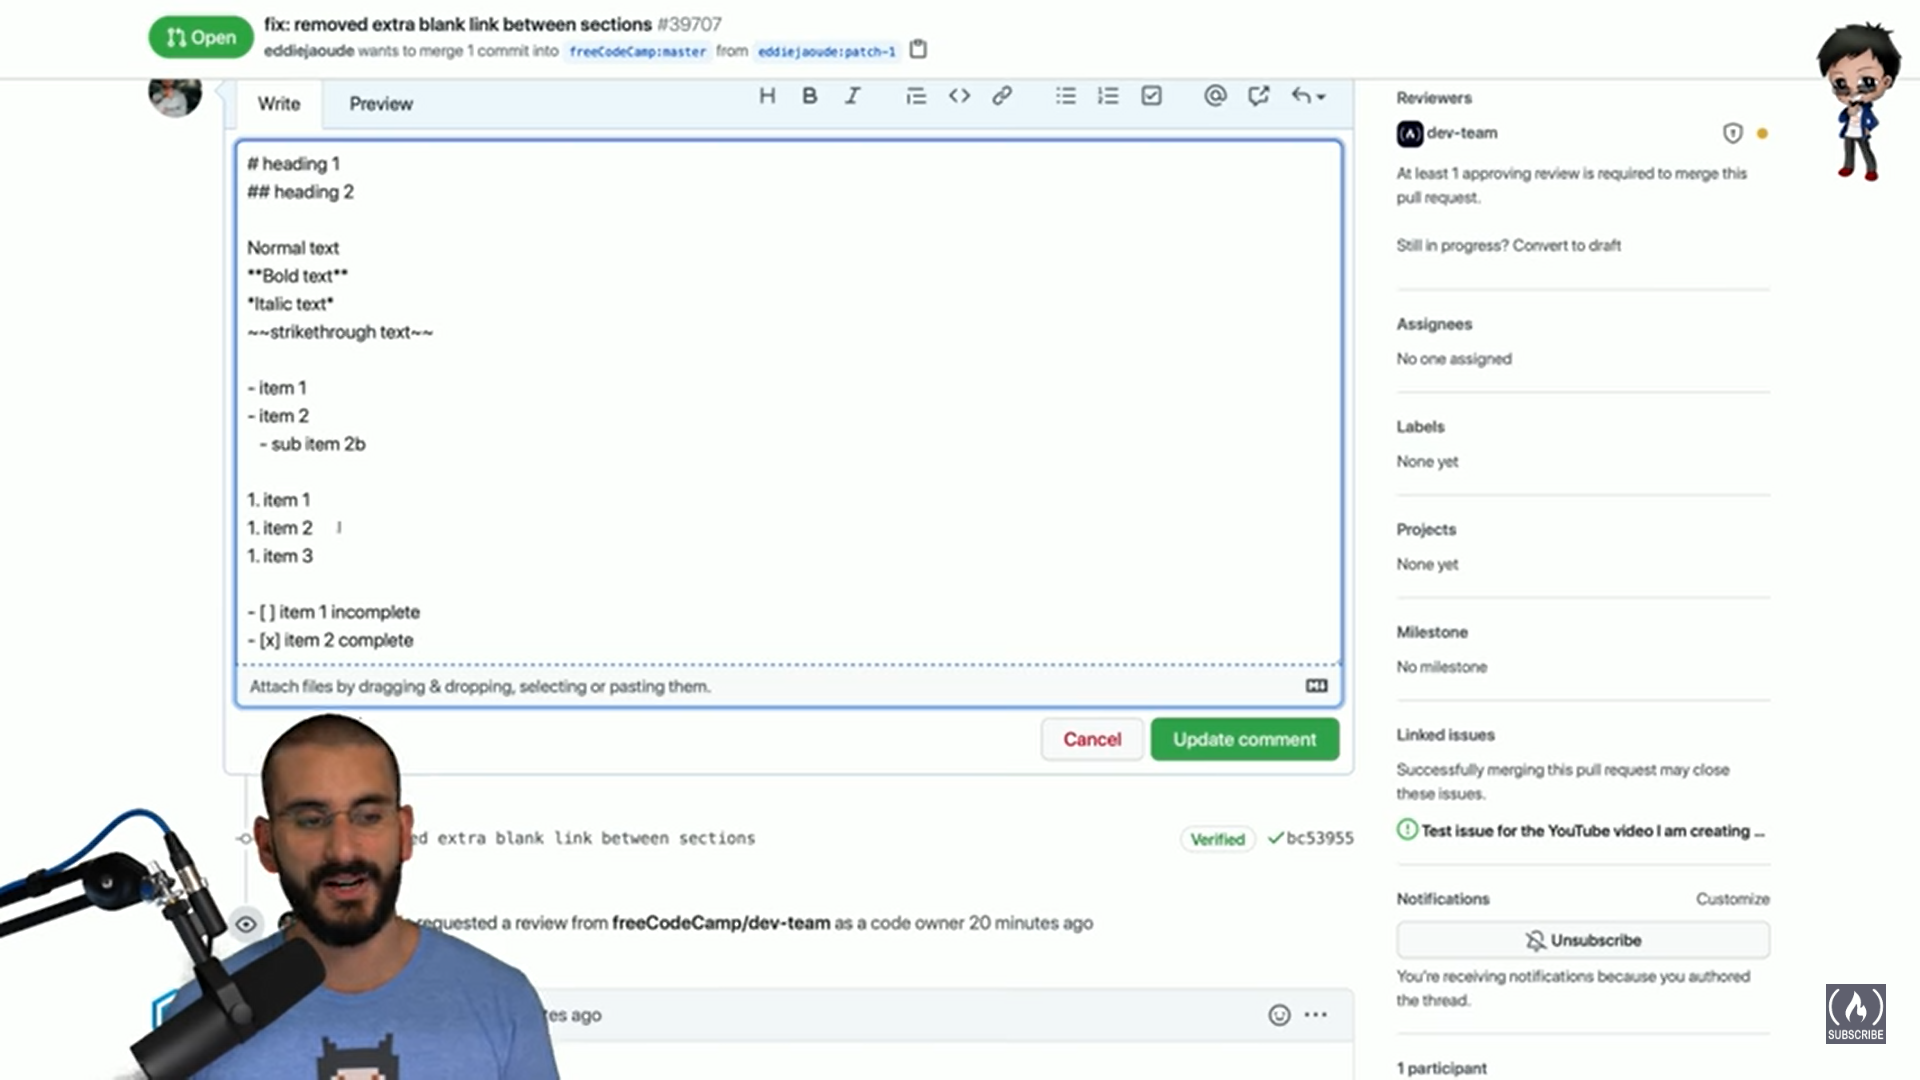 Open
fix: removed extra blank link between sections #39707
eddiejaoude wants to merge 1 commit into freeCodeCamp:master from eddiejaoude:patch-1
Write Preview
# heading 1
## heading 2
Normal text
**Bold text**
*Italic text*
~~strikethrough text~~
- item 1
- item 2
- sub item 2b
1. item 1
1. item 2
1. item 3
- [ ] item 1 incomplete
- [x] item 2 complete
Attach files by dragging & dropping, selecting or pasting them.
Cancel Update comment
ed extra blank link between sections Verified bc53955
requested a review from freeCodeCamp/dev-team as a code owner 20 minutes ago
tes ago
Reviewers
dev-team
At least 1 approving review is required to merge this
pull request.
Still in progress? Convert to draft
Assignees
No one assigned
Labels
None yet
Projects
None yet
Milestone
No milestone
Linked issues
Successfully merging this pull request may close
these issues.
Test issue for the YouTube video I am creating ...
Notifications Customize
Unsubscribe
You're receiving notifications because you authored
the thread.
1 participant
SUBSCRIBE